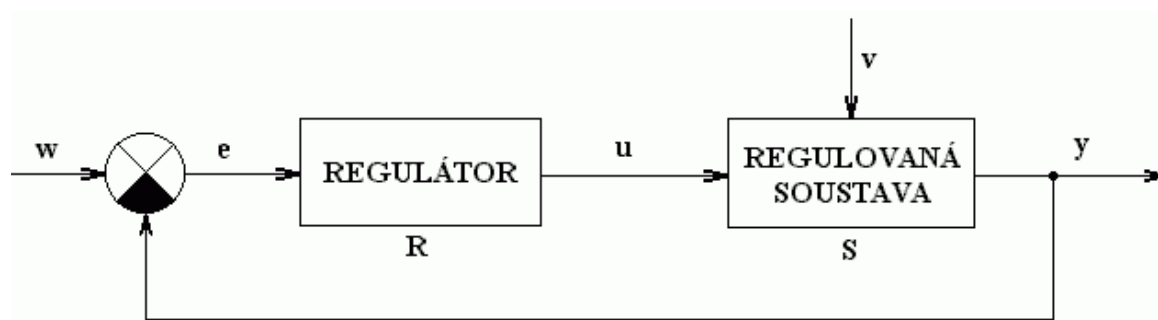 v
w
e
REGULÁTOR
R
u
REGULOVANÁ
SOUSTAVA
S
y